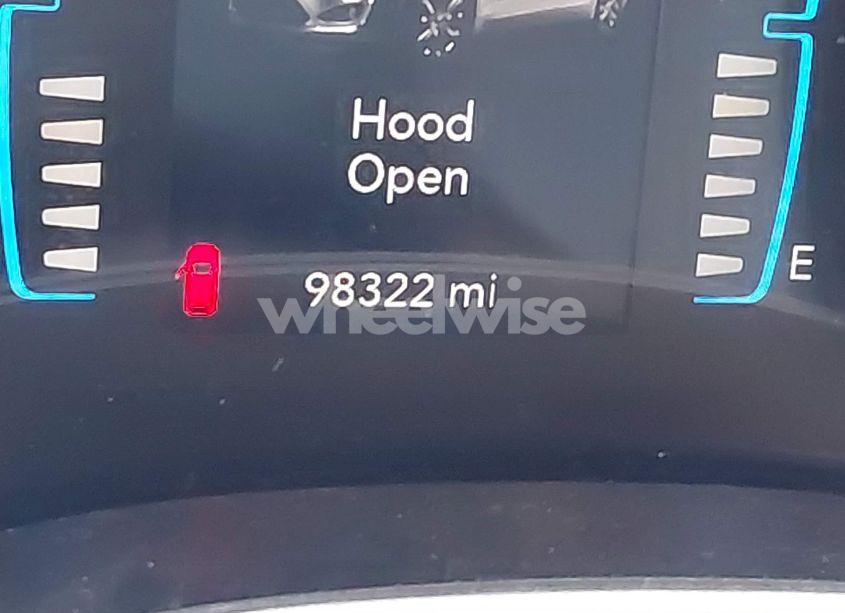 Hood
Open
E
98322 mi
wheelwise